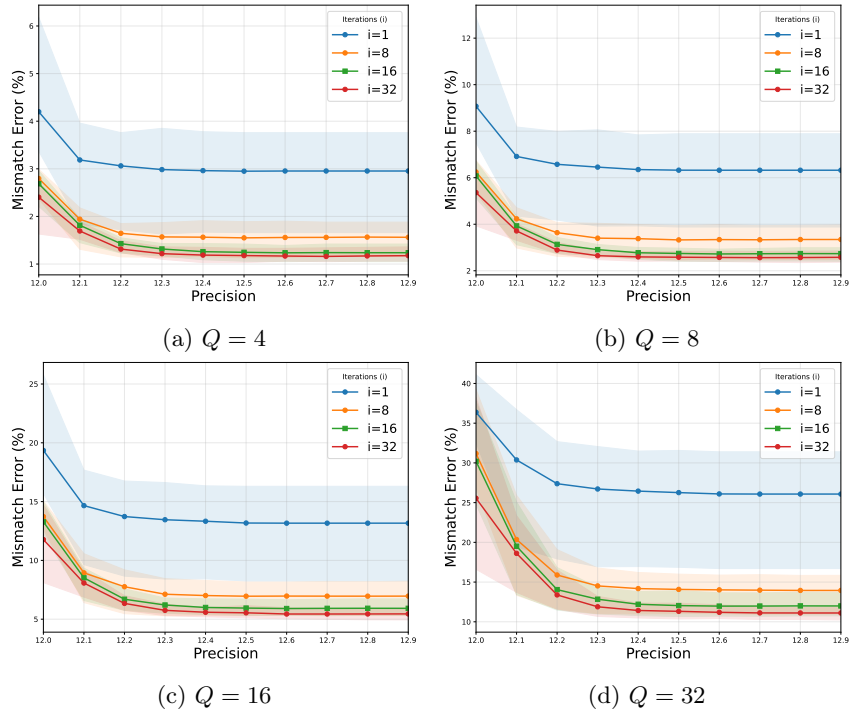 6
5
4
3
2
1
Mismatch Error (%)
12.0 12.1 12.2 12.3 12.4 12.5 12.6 12.7 12.8 12.9
Precision
Iterations (i)
i=1
i=8
i=16
i=32
(a) Q = 4
12
10
8
6
4
2
Mismatch Error (%)
12.0 12.1 12.2 12.3 12.4 12.5 12.6 12.7 12.8 12.9
Precision
Iterations (i)
i=1
i=8
i=16
i=32
(b) Q = 8
25
20
15
10
5
Mismatch Error (%)
12.0 12.1 12.2 12.3 12.4 12.5 12.6 12.7 12.8 12.9
Precision
Iterations (i)
i=1
i=8
i=16
i=32
(c) Q = 16
40
35
30
25
20
15
10
Mismatch Error (%)
12.0 12.1 12.2 12.3 12.4 12.5 12.6 12.7 12.8 12.9
Precision
Iterations (i)
i=1
i=8
i=16
i=32
(d) Q = 32